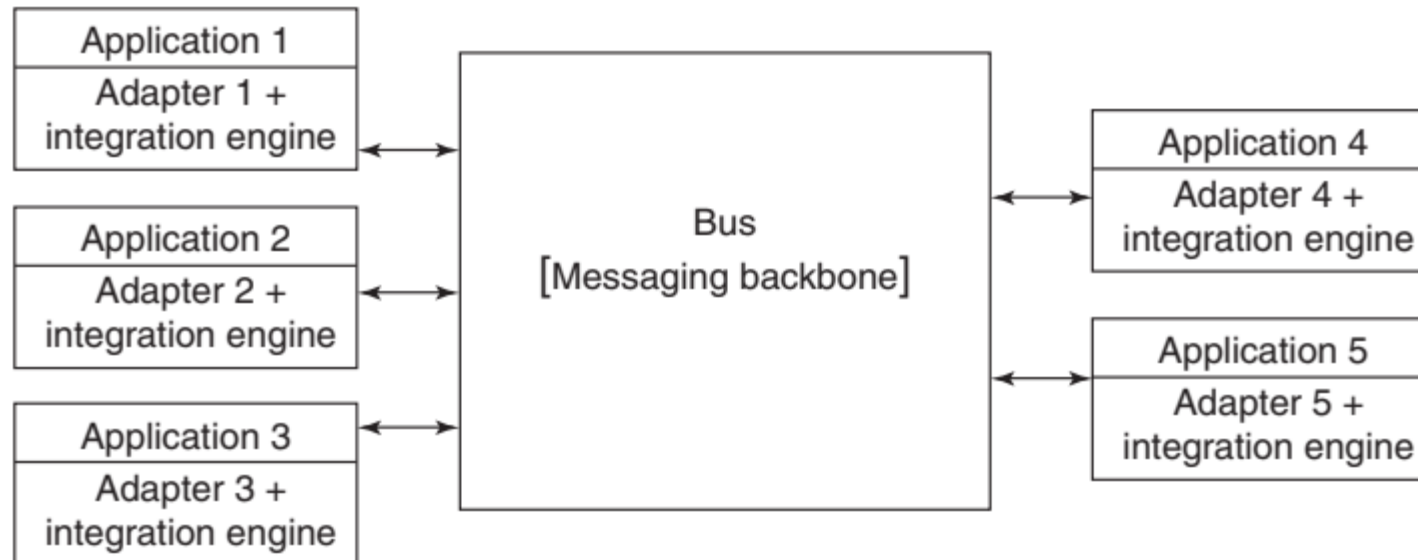 Application 1
Adapter 1 +
integration engine
Application 2
Adapter 2 +
integration engine
Application 3
Adapter 3 +
integration engine
Bus
[Messaging backbone]
Application 4
Adapter 4 +
integration engine
Application 5
Adapter 5 +
integration engine